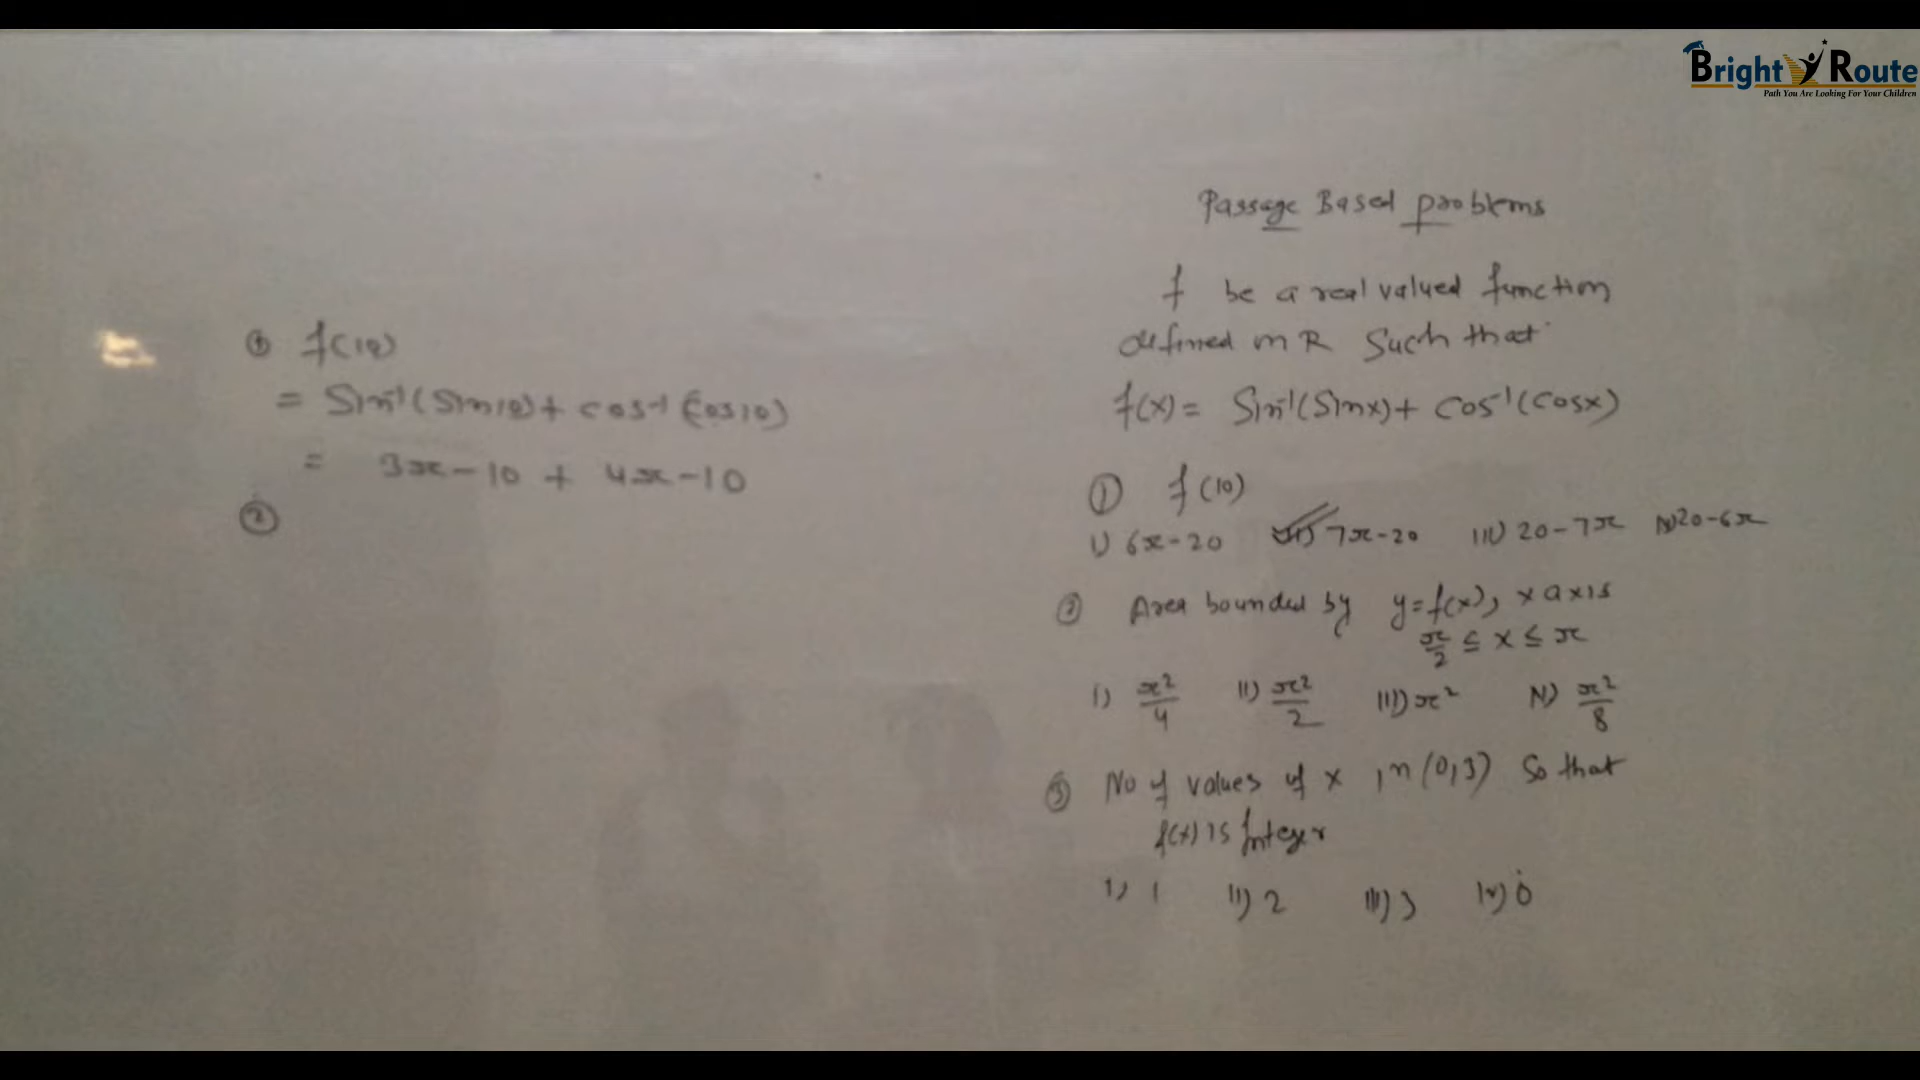 Bright Route
Path You Are Looking For Your Children
Passage Based problems
f be a real valued function
defined on R Such that
f(x) = Sin⁻¹(Sinx) + Cos⁻¹(Cosx)
① f(10)
i) 6π-20 ii) 7π-20 iii) 20-7π iv) 20-6π
② Area bounded by y=f(x), x axis
π/2 ≤ x ≤ π
i) π²/4 ii) π²/2 iii) π² iv) π²/8
③ No of values of x in (0,3) So that
f(x) is Integer
i) 1 ii) 2 iii) 3 iv) 0
① f(10)
= Sin⁻¹(Sin10) + cos⁻¹(Cos10)
= 3π-10 + 4π-10
②